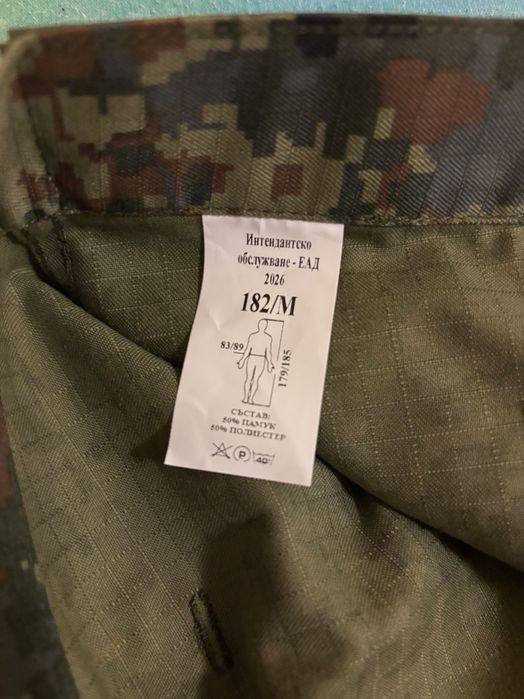 Интендантско
обслужване - ЕАД
2026
182/М
83/89
179/185
СЪСТАВ:
50% ПАМУК
50% ПОЛИЕСТЕР
P 40°